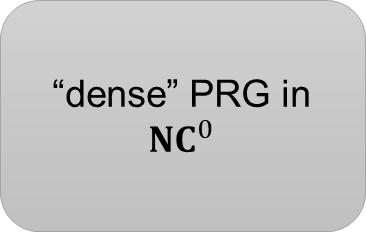 “dense” PRG in
NC⁰